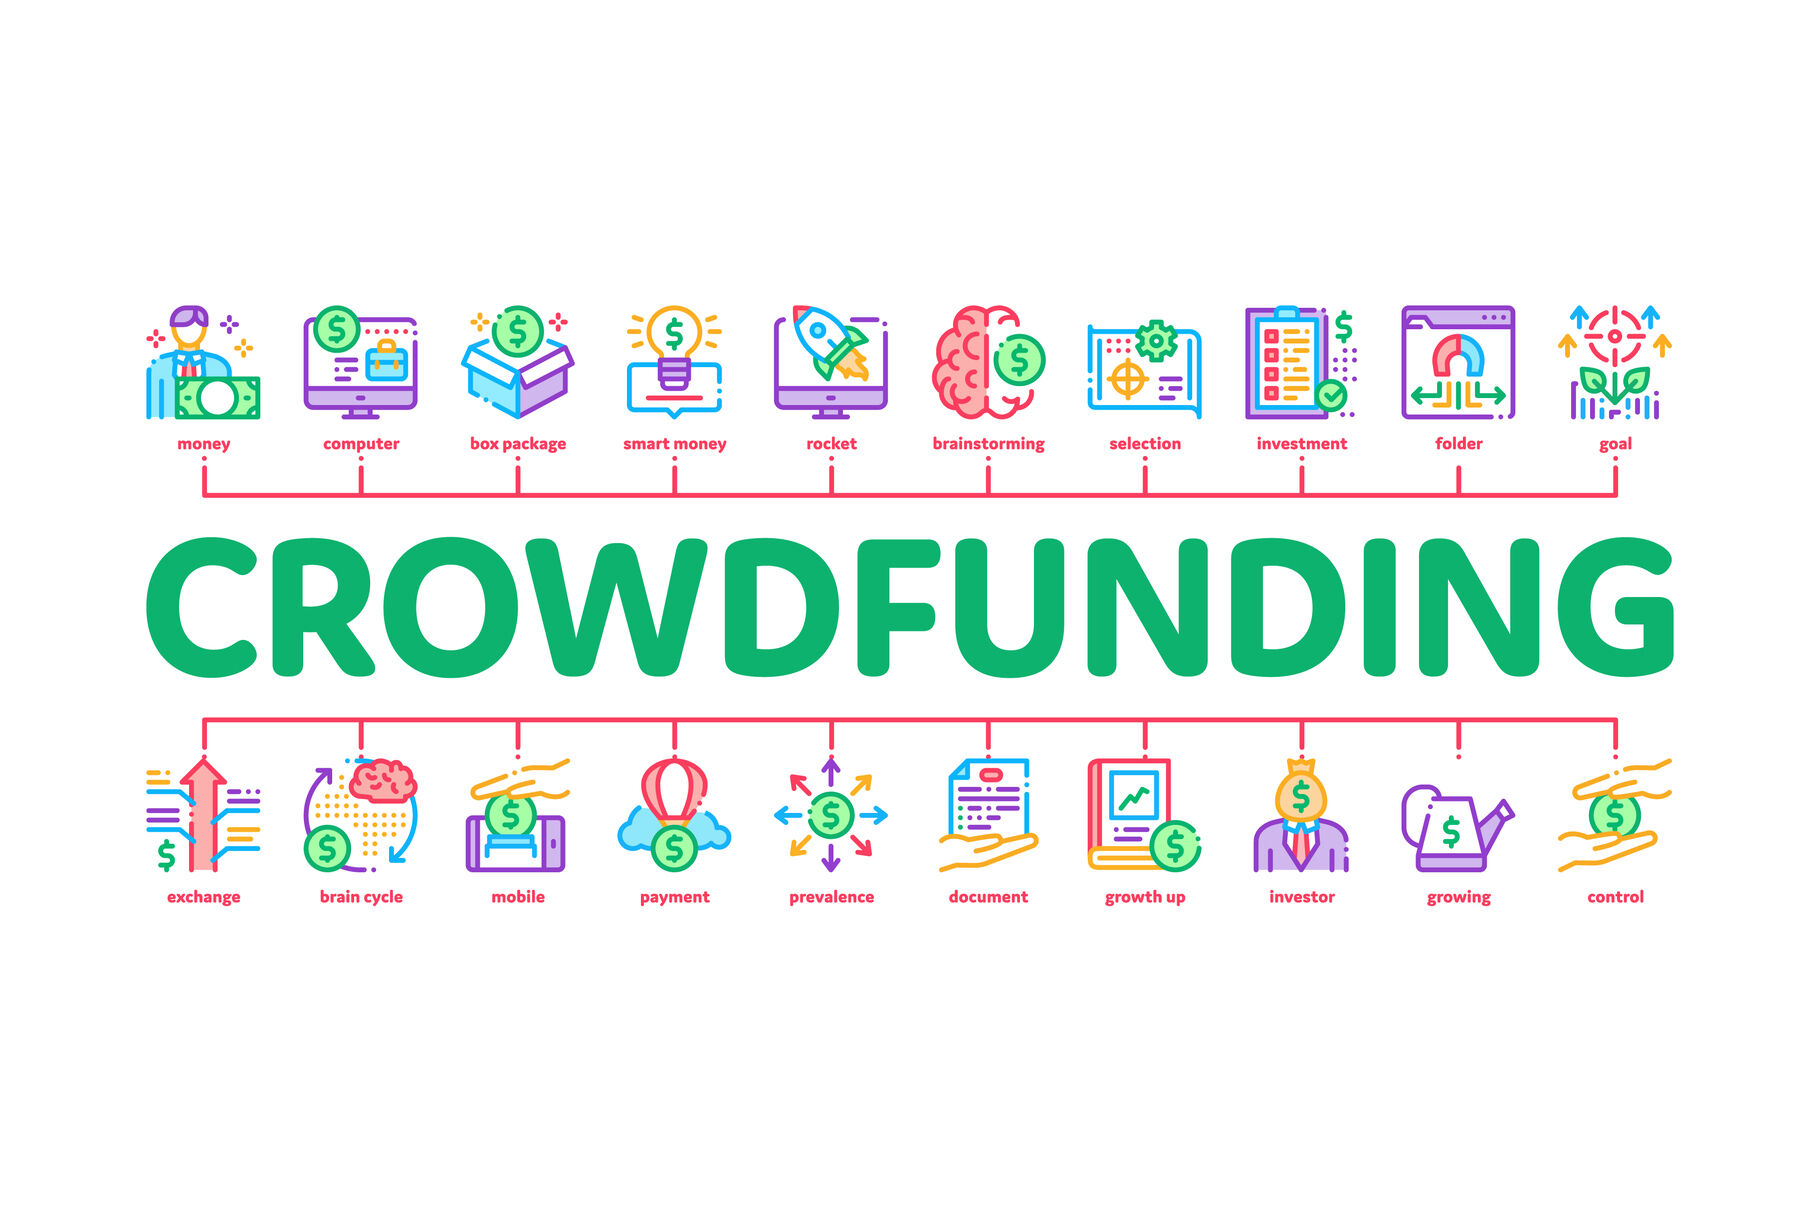 money computer box package smart money rocket brainstorming selection investment folder goal
CROWDFUNDING
exchange brain cycle mobile payment prevalence document growth up investor growing control